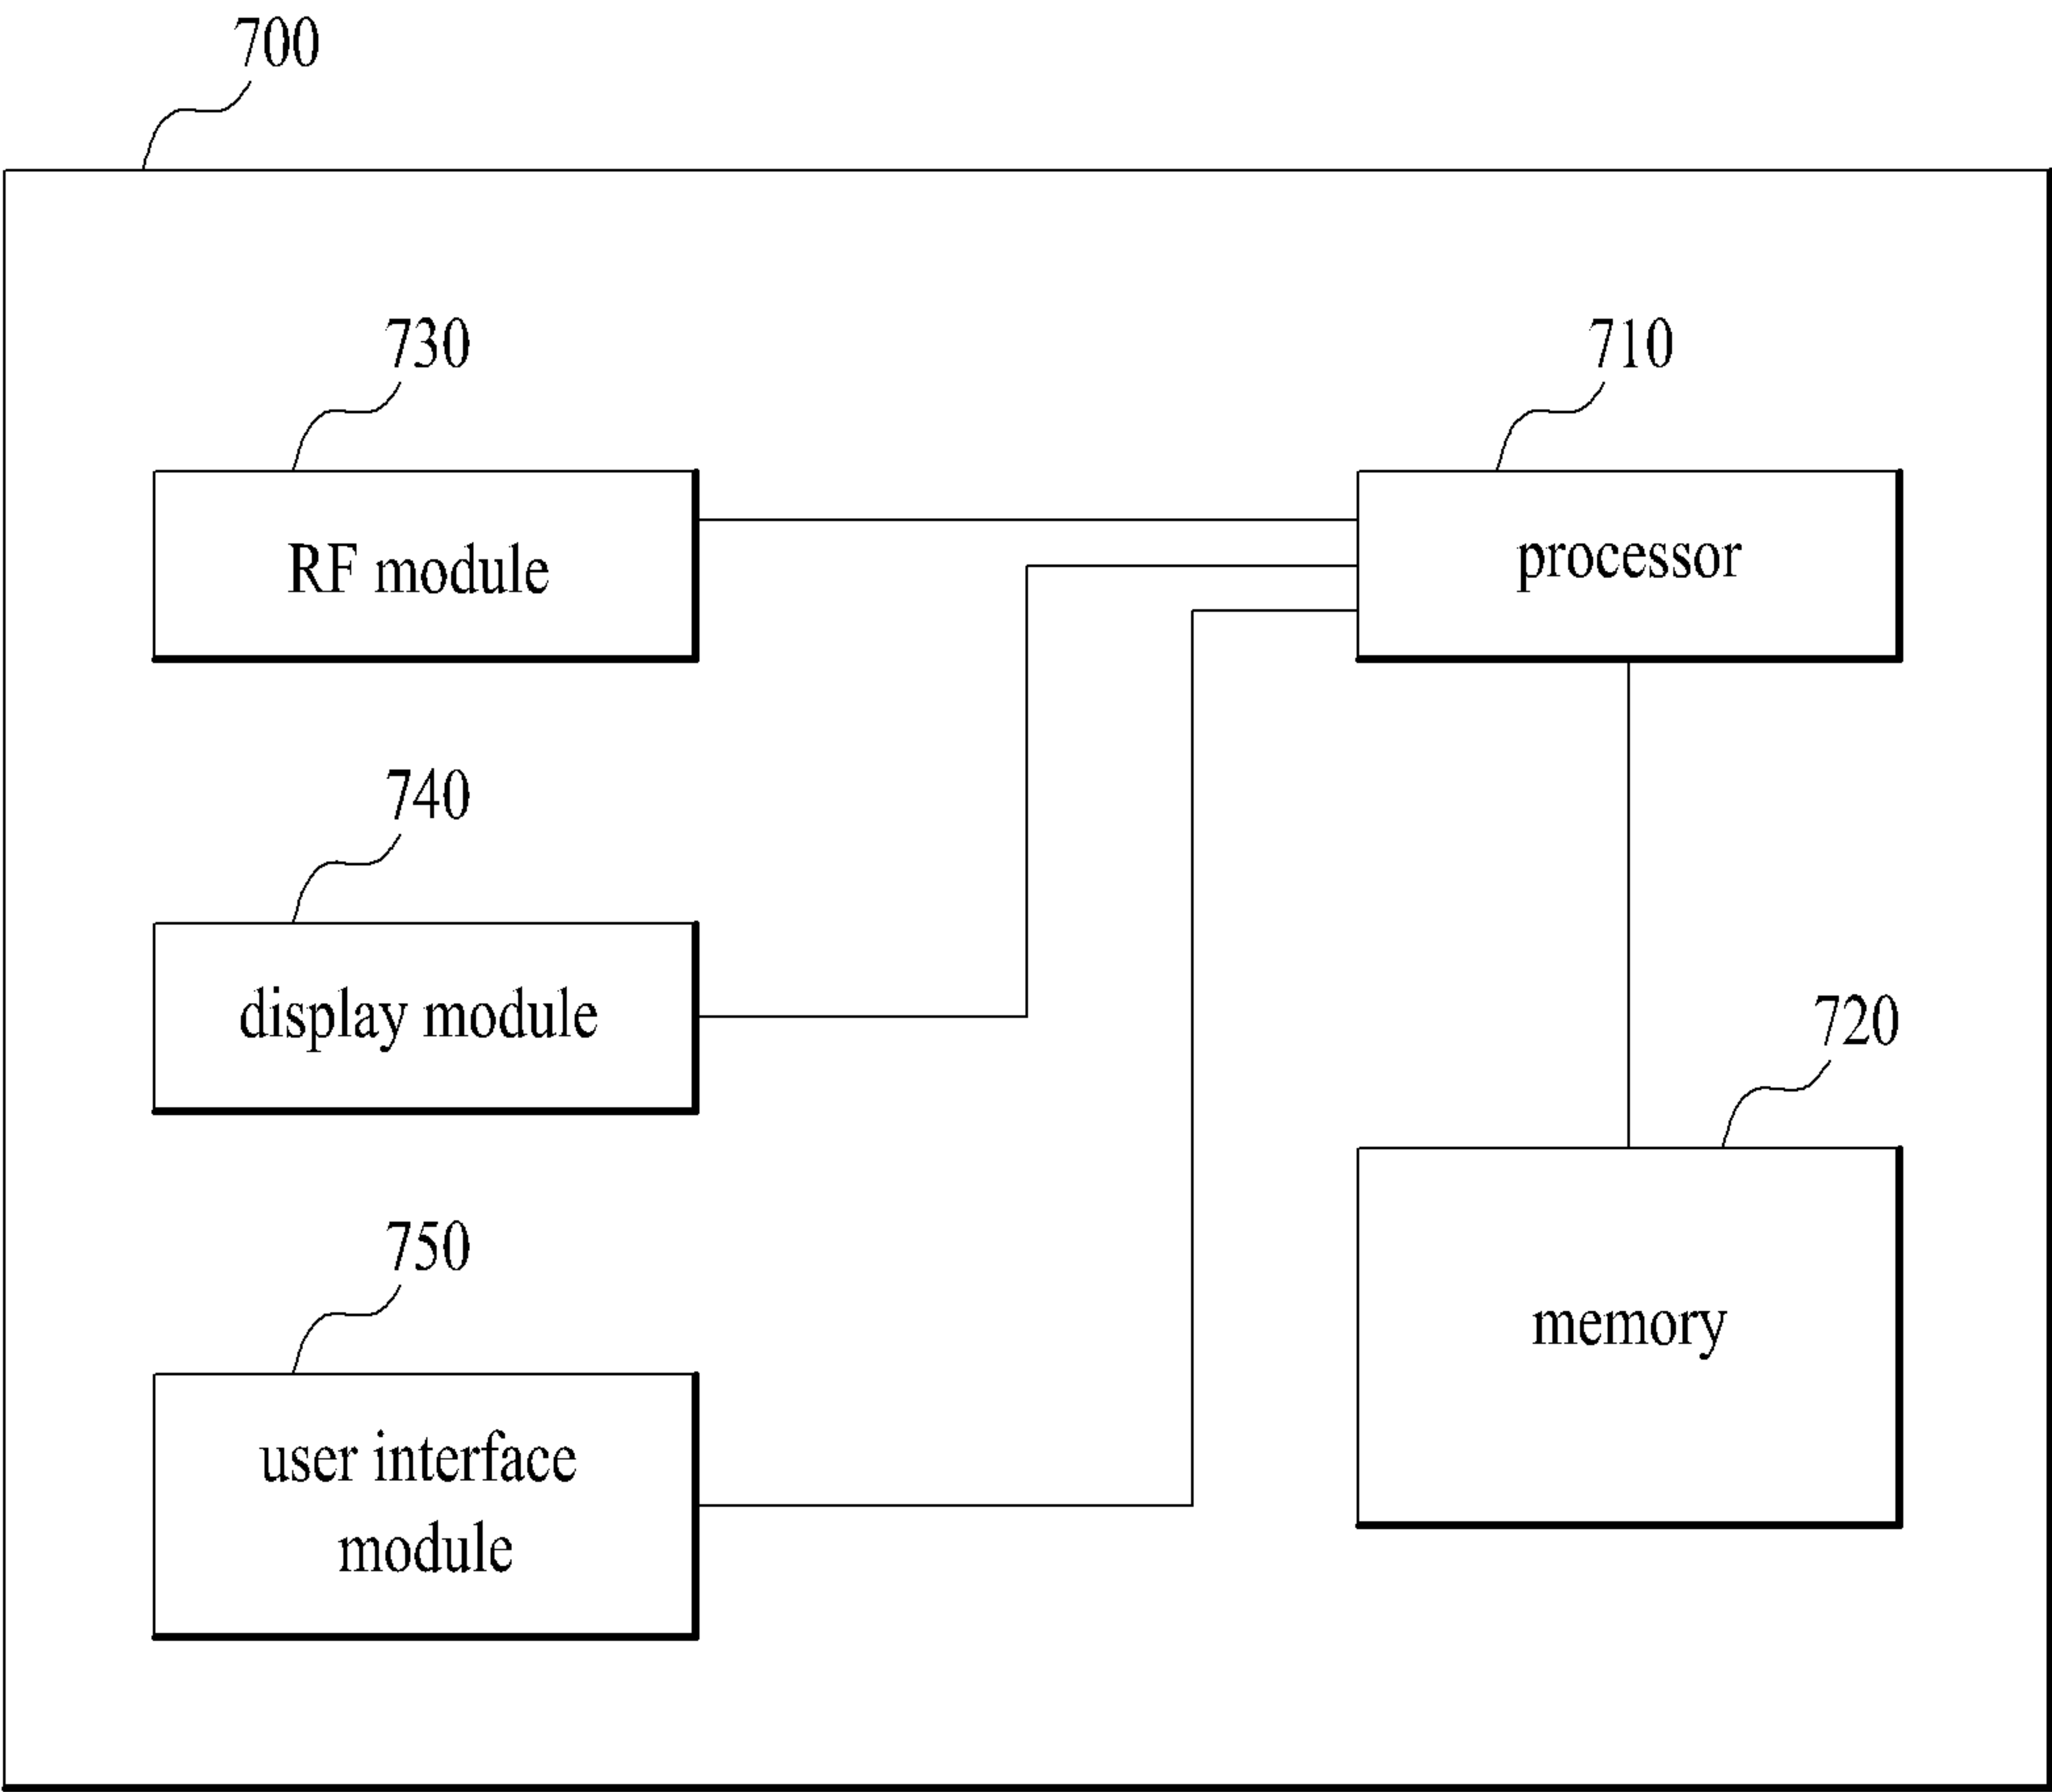 700
730
710
RF module
processor
740
display module
720
750
memory
user interface
module